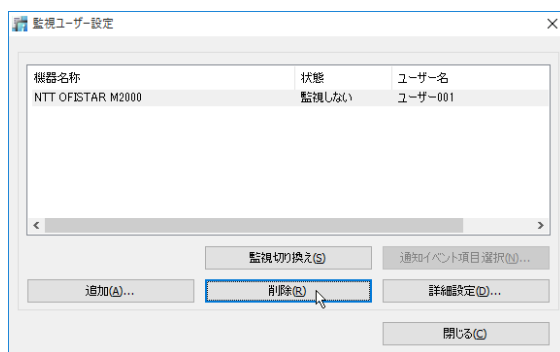 監視ユーザー設定
機器名称 状態 ユーザー名
NTT OFISTAR M2000 監視しない ユーザー001
監視切り換え(S) 通知イベント項目選択(N)...
追加(A)... 削除(R) 詳細設定(D)...
閉じる(C)